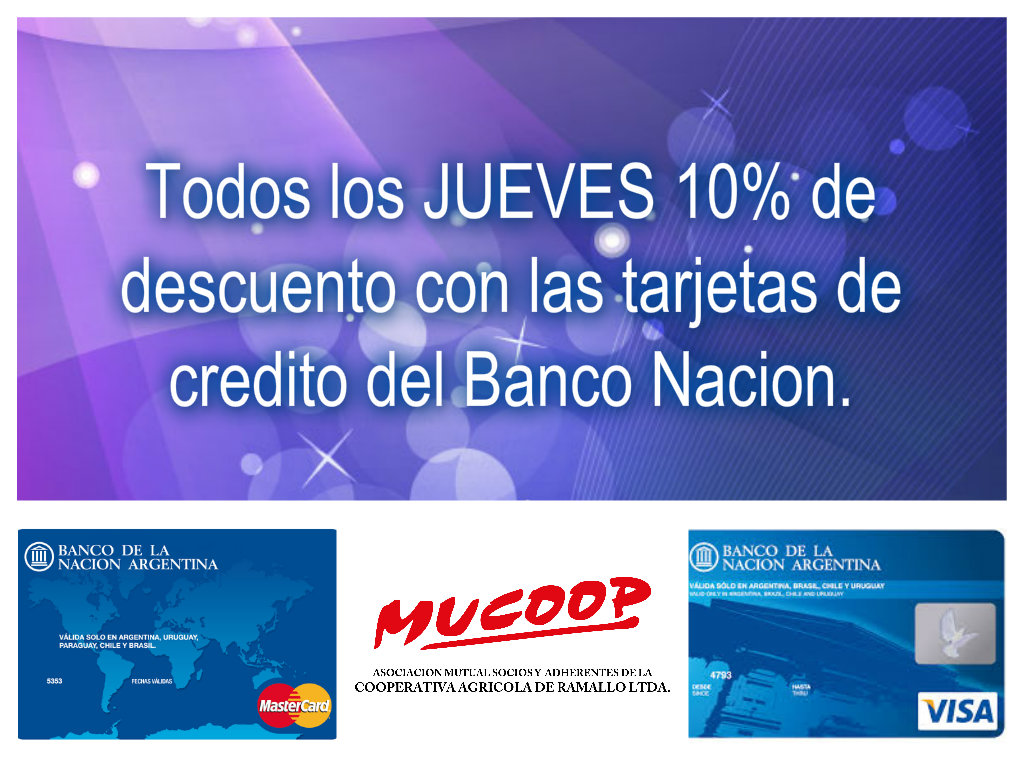 Todos los JUEVES 10% de
descuento con las tarjetas de
credito del Banco Nacion.
BANCO DE LA
NACION ARGENTINA
VÁLIDA SOLO EN ARGENTINA, URUGUAY,
PARAGUAY, CHILE Y BRASIL.
5353
FECHAS VÁLIDAS
MasterCard
MUCOOP
ASOCIACION MUTUAL SOCIOS Y ADHERENTES DE LA
COOPERATIVA AGRICOLA DE RAMALLO LTDA.
BANCO DE LA
NACION ARGENTINA
VÁLIDA SÓLO EN ARGENTINA, BRASIL, CHILE Y URUGUAY
VALID ONLY IN ARGENTINA, BRAZIL, CHILE AND URUGUAY
4793
DESDE
SINCE
HASTA
THRU
VISA